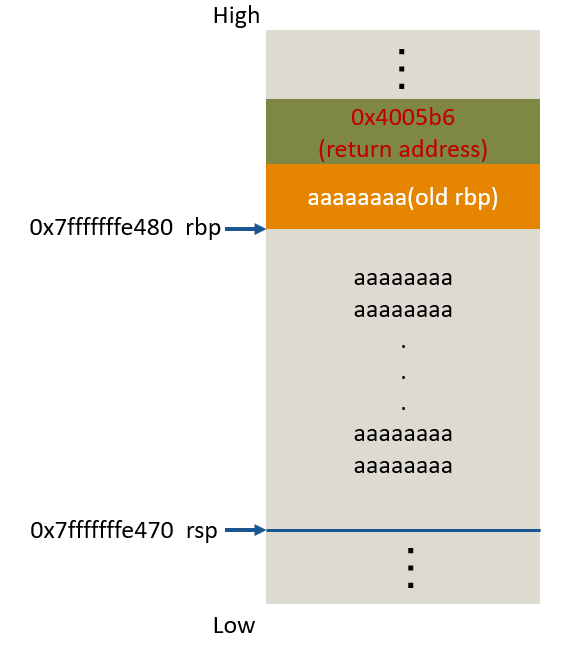 High
0x4005b6
(return address)
aaaaaaaa(old rbp)
0x7fffffffe480 rbp
aaaaaaaa
aaaaaaaa
.
.
.
aaaaaaaa
aaaaaaaa
0x7fffffffe470 rsp
Low